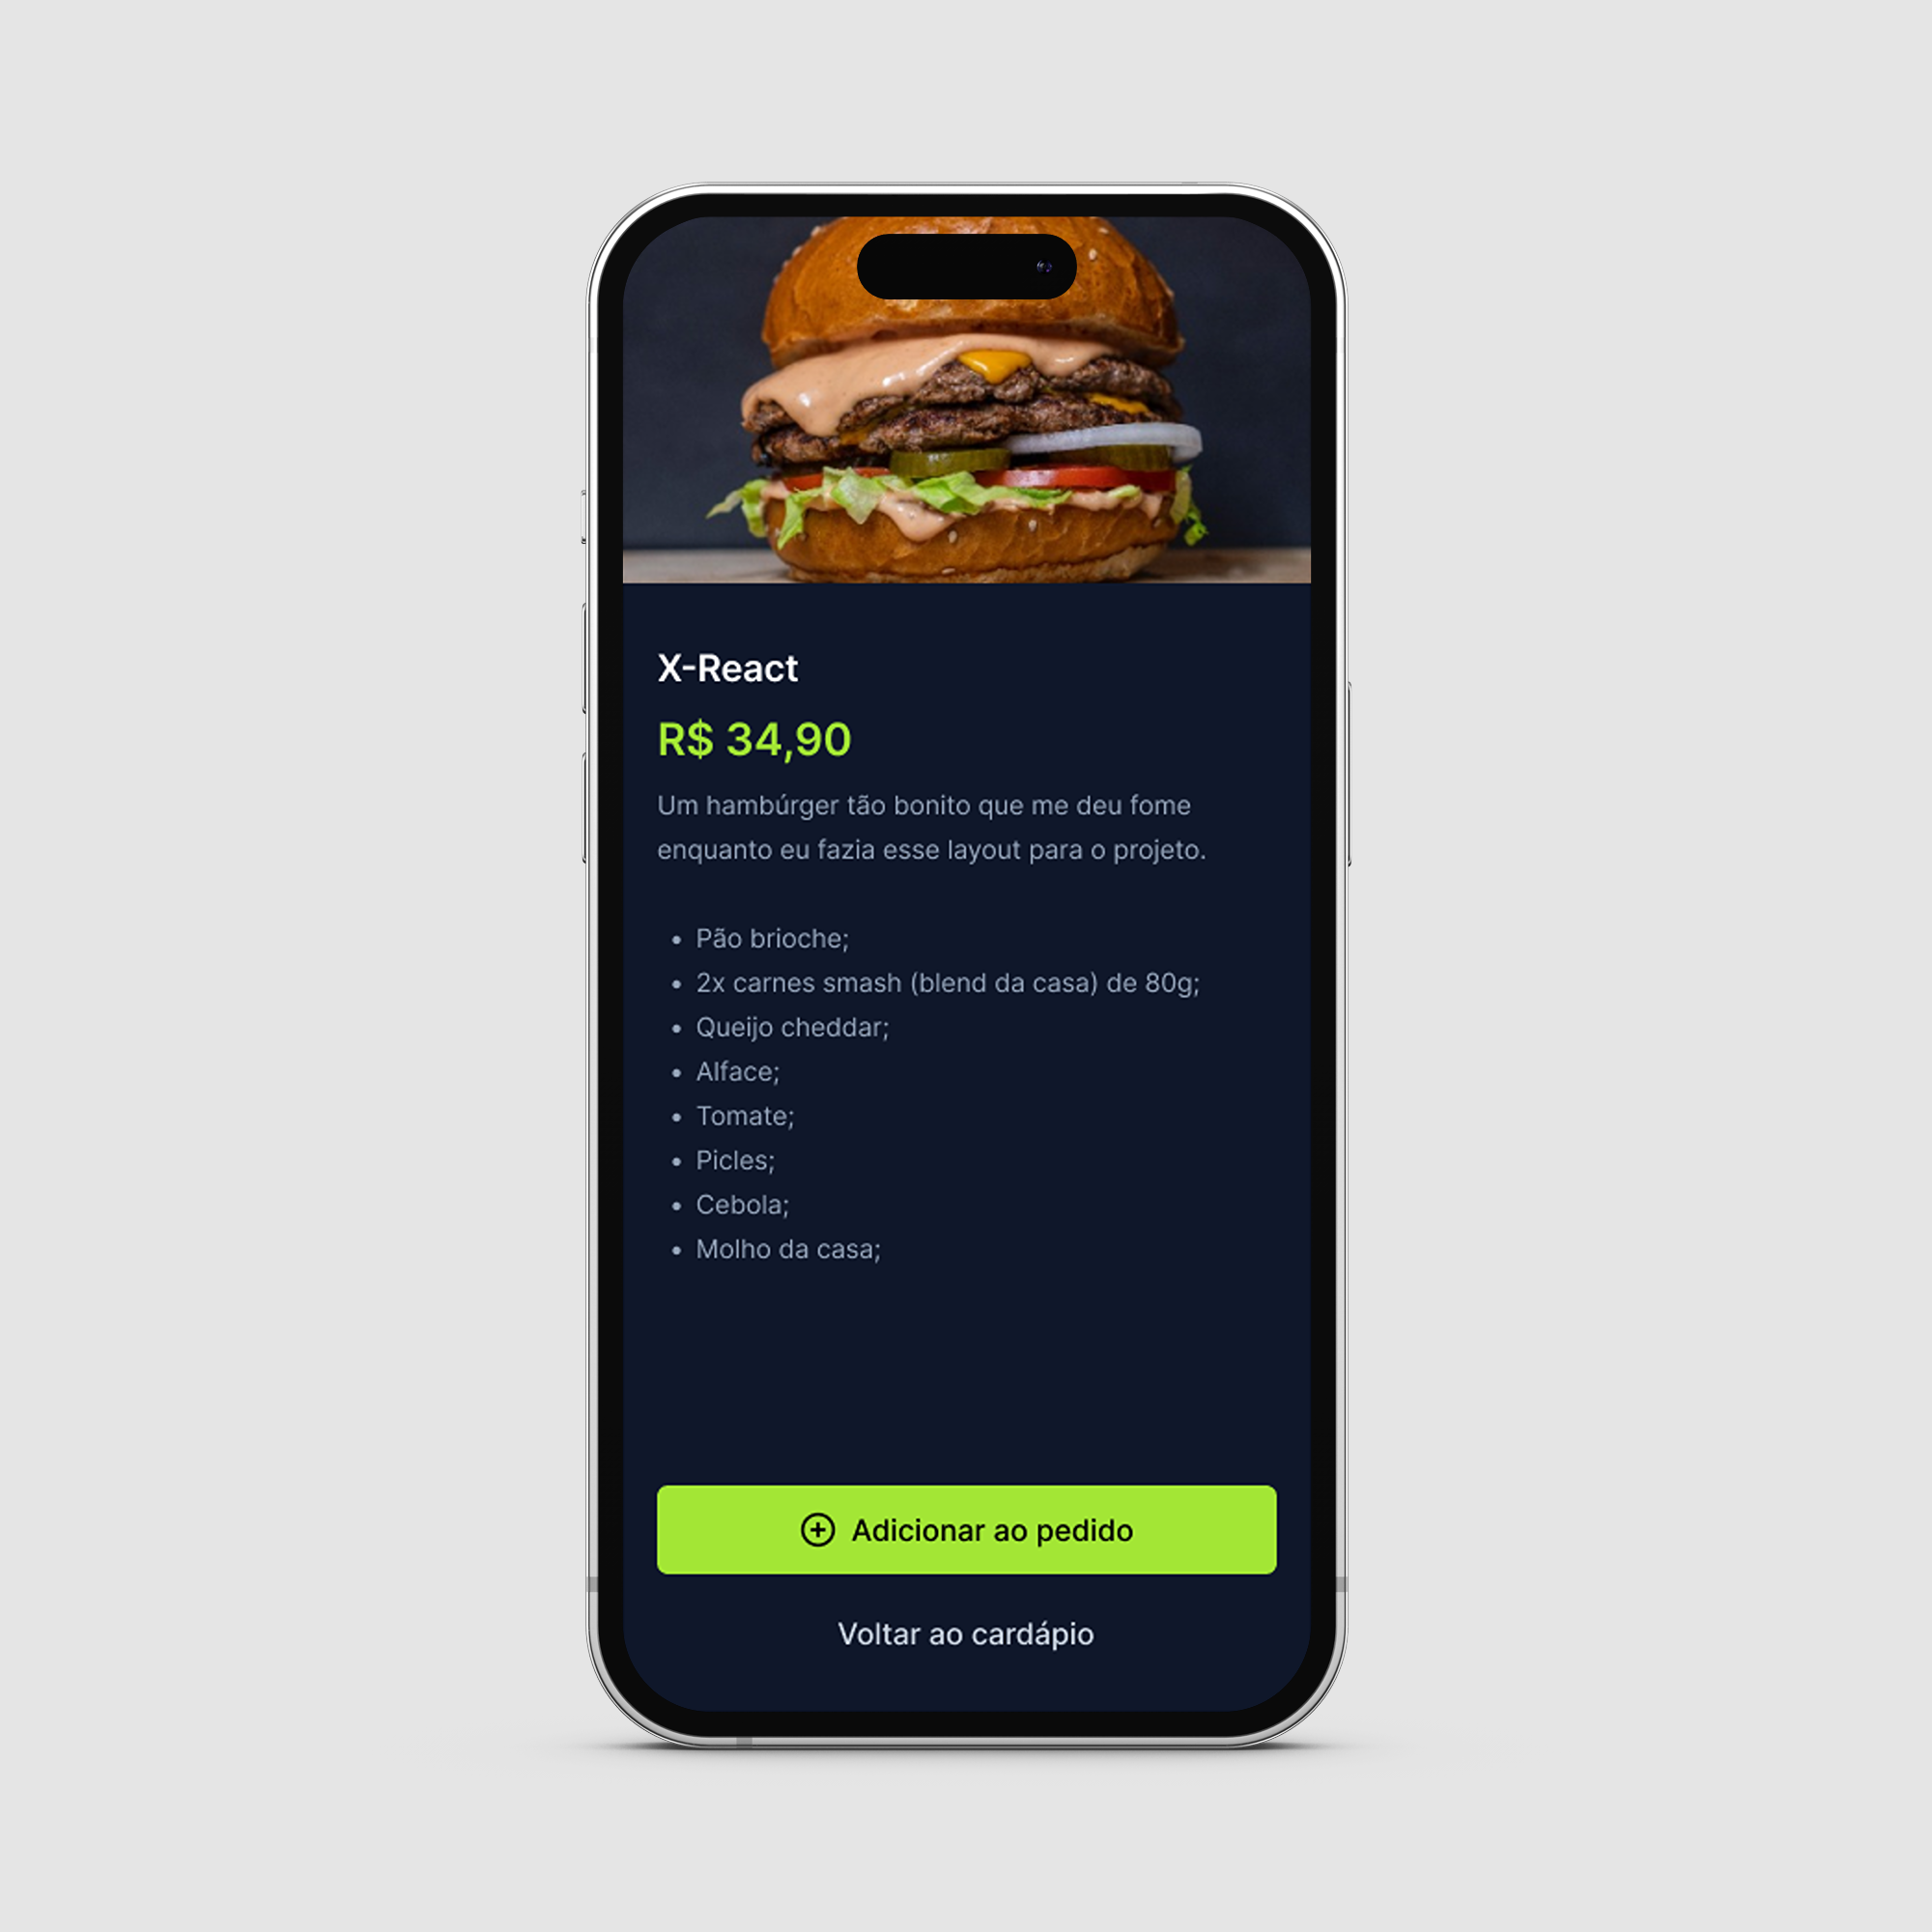 X-React
R$ 34,90
Um hambúrger tão bonito que me deu fome
enquanto eu fazia esse layout para o projeto.
• Pão brioche;
• 2x carnes smash (blend da casa) de 80g;
• Queijo cheddar;
• Alface;
• Tomate;
• Picles;
• Cebola;
• Molho da casa;
Adicionar ao pedido
Voltar ao cardápio